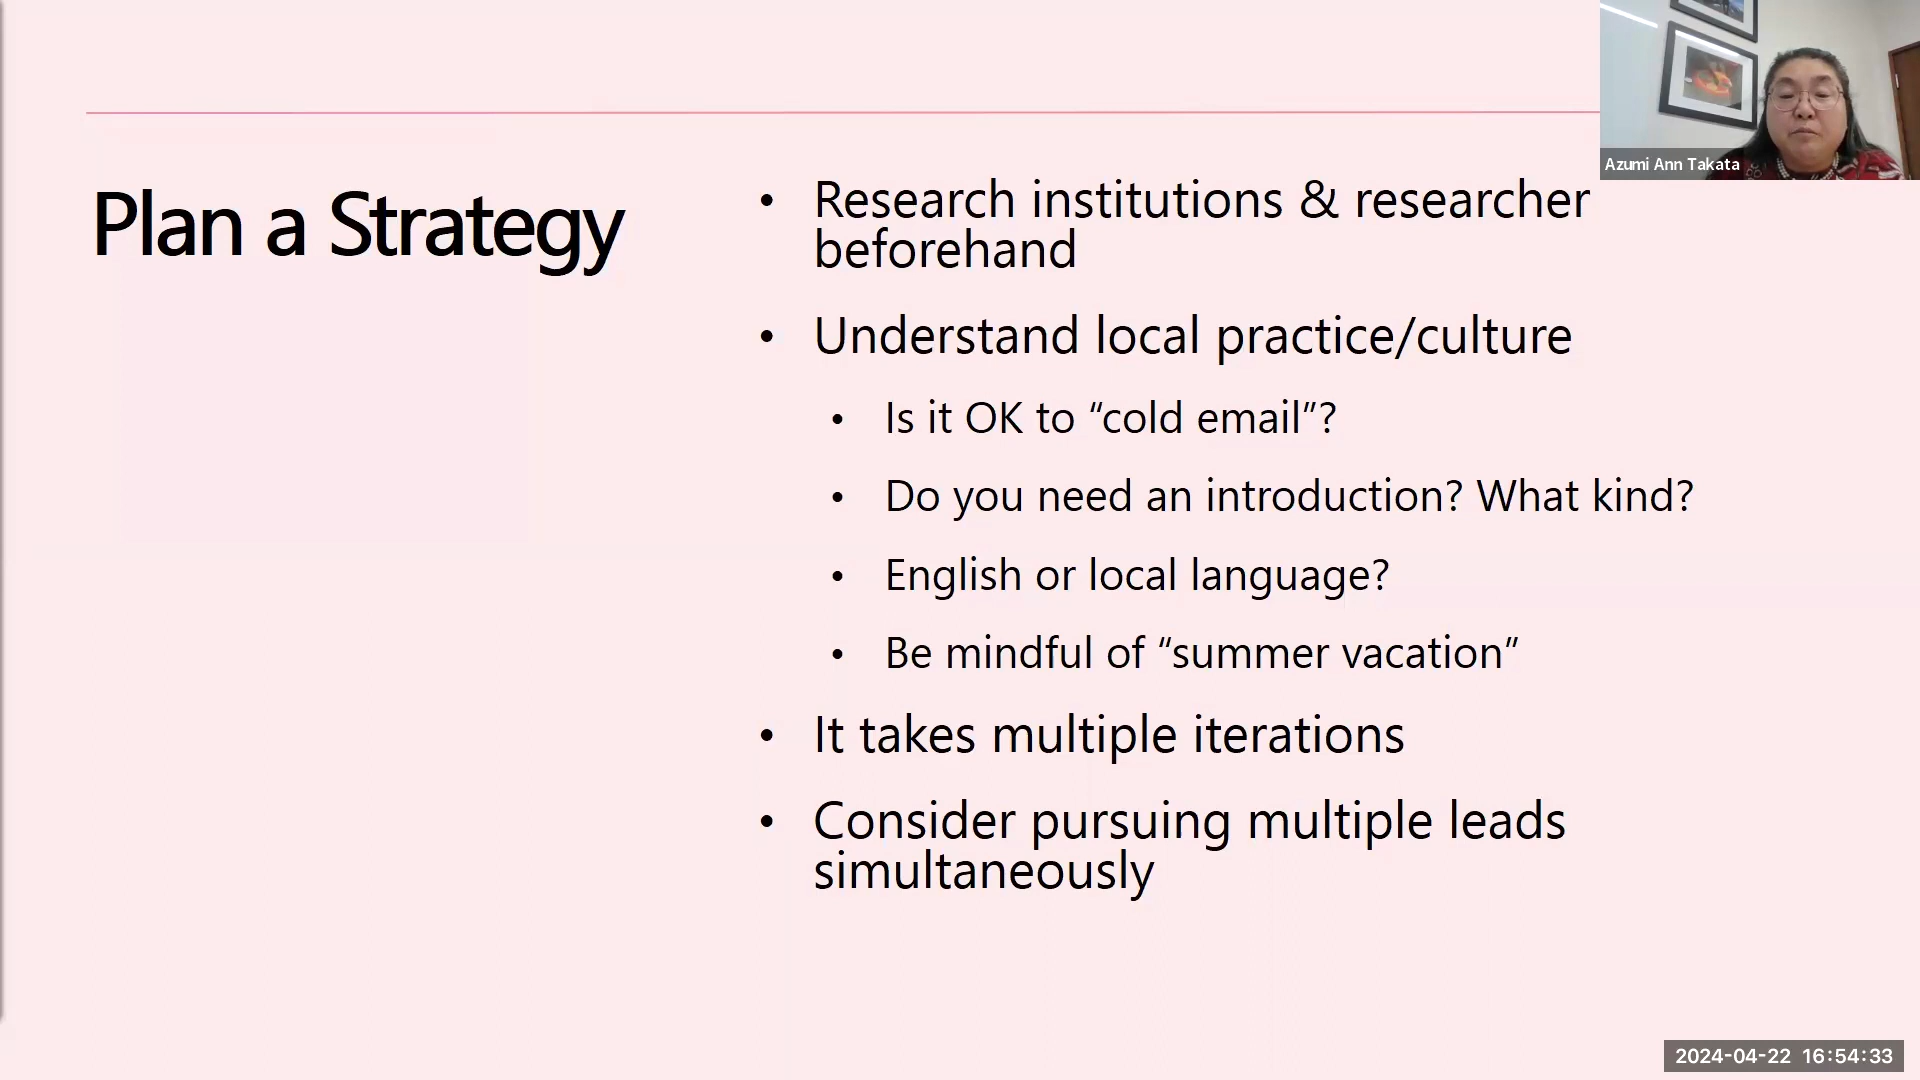 Azumi Ann Takata
Plan a Strategy
• Research institutions & researcher
beforehand
• Understand local practice/culture
• Is it OK to “cold email”?
• Do you need an introduction? What kind?
• English or local language?
• Be mindful of “summer vacation”
• It takes multiple iterations
• Consider pursuing multiple leads
simultaneously
2024-04-22 16:54:33